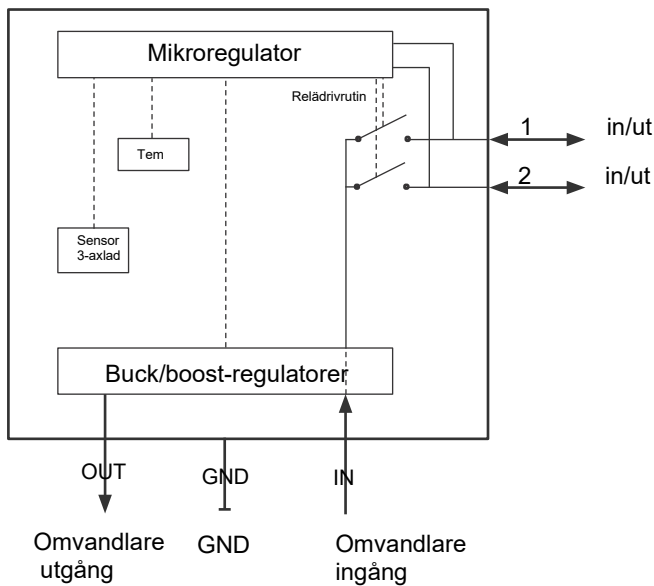 Mikroregulator
Relädrivrutin
1
in/ut
Tem
2
in/ut
Sensor
3-axlad
Buck/boost-regulatorer
OUT
GND
IN
Omvandlare
utgång
GND
Omvandlare
ingång